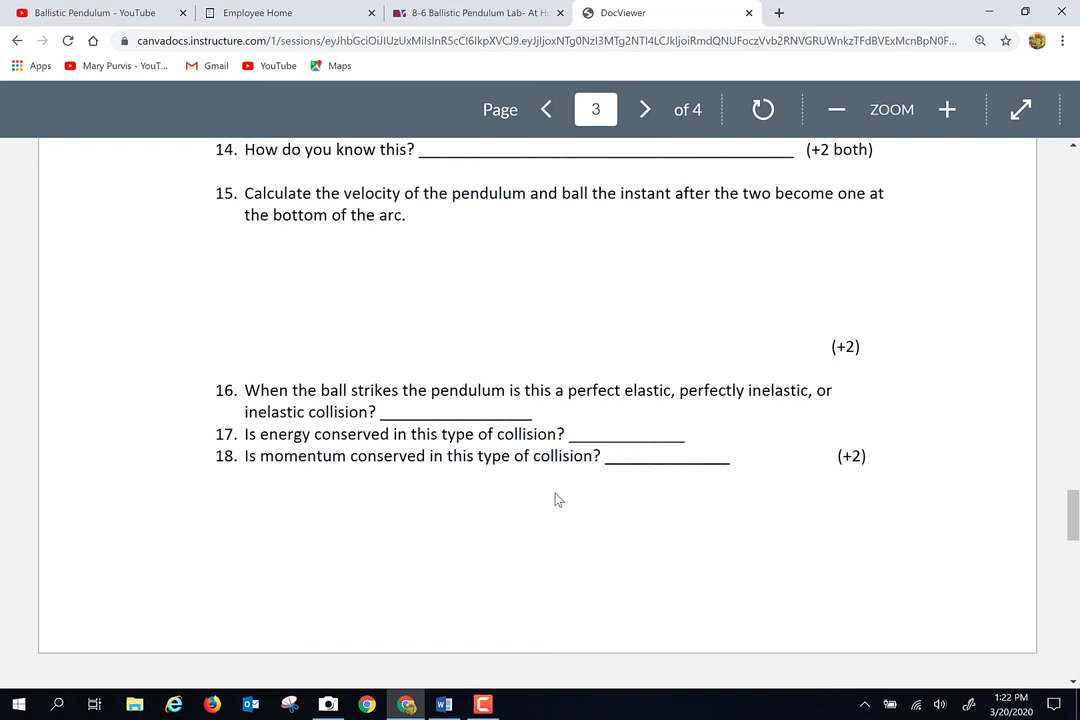 Ballistic Pendulum - YouTube
Employee Home
8-6 Ballistic Pendulum Lab- At Ho
DocViewer
Apps
Mary Purvis - YouT...
Gmail
YouTube
Maps
Page
3
of 4
ZOOM
14. How do you know this? ____________________ (+2 both)
15. Calculate the velocity of the pendulum and ball the instant after the two become one at
the bottom of the arc.
(+2)
16. When the ball strikes the pendulum is this a perfect elastic, perfectly inelastic, or
inelastic collision? ____________________
17. Is energy conserved in this type of collision? ______________
18. Is momentum conserved in this type of collision? ______________ (+2)
1:22 PM
3/20/2020